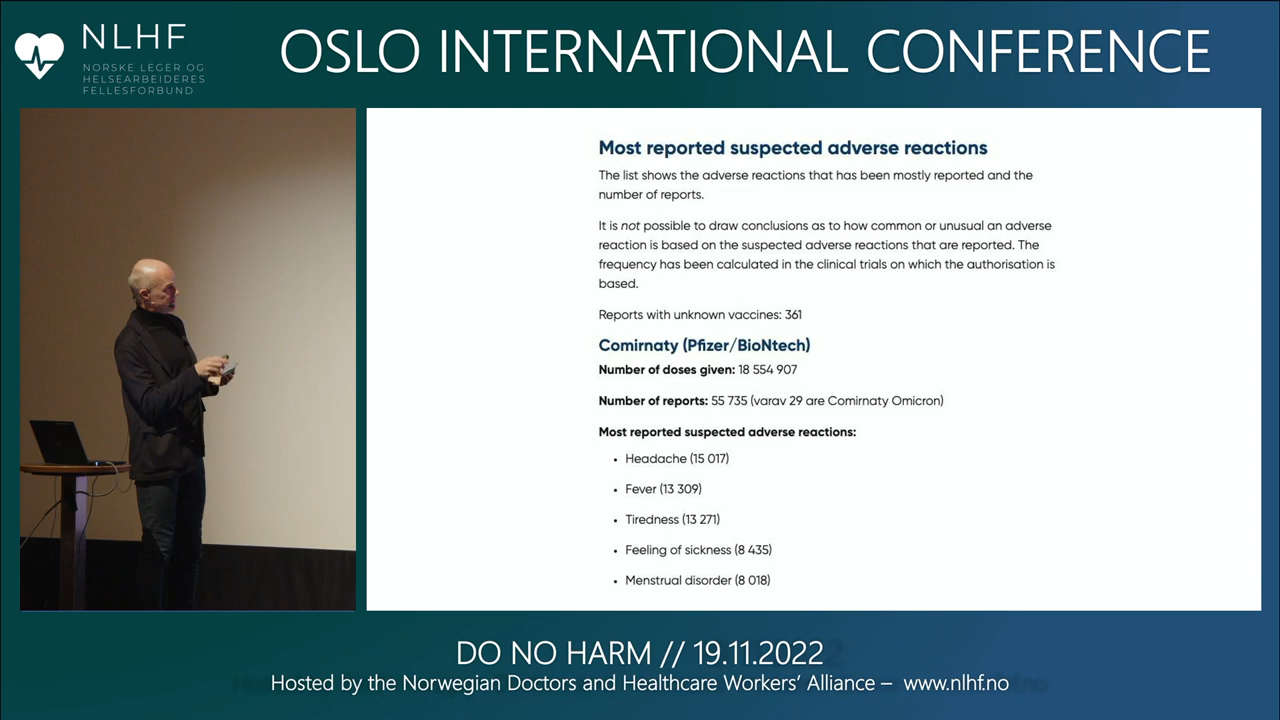 NLHF
NORSKE LEGER OG
HELSEARBEIDERES
FELLESFORBUND
OSLO INTERNATIONAL CONFERENCE
Most reported suspected adverse reactions
The list shows the adverse reactions that has been mostly reported and the
number of reports.
It is not possible to draw conclusions as to how common or unusual an adverse
reaction is based on the suspected adverse reactions that are reported. The
frequency has been calculated in the clinical trials on which the authorisation is
based.
Reports with unknown vaccines: 361
Comirnaty (Pfizer/BioNtech)
Number of doses given: 18 554 907
Number of reports: 55 735 (varav 29 are Comirnaty Omicron)
Most reported suspected adverse reactions:
• Headache (15 017)
• Fever (13 309)
• Tiredness (13 271)
• Feeling of sickness (8 435)
• Menstrual disorder (8 018)
DO NO HARM // 19.11.2022
Hosted by the Norwegian Doctors and Healthcare Workers' Alliance – www.nlhf.no